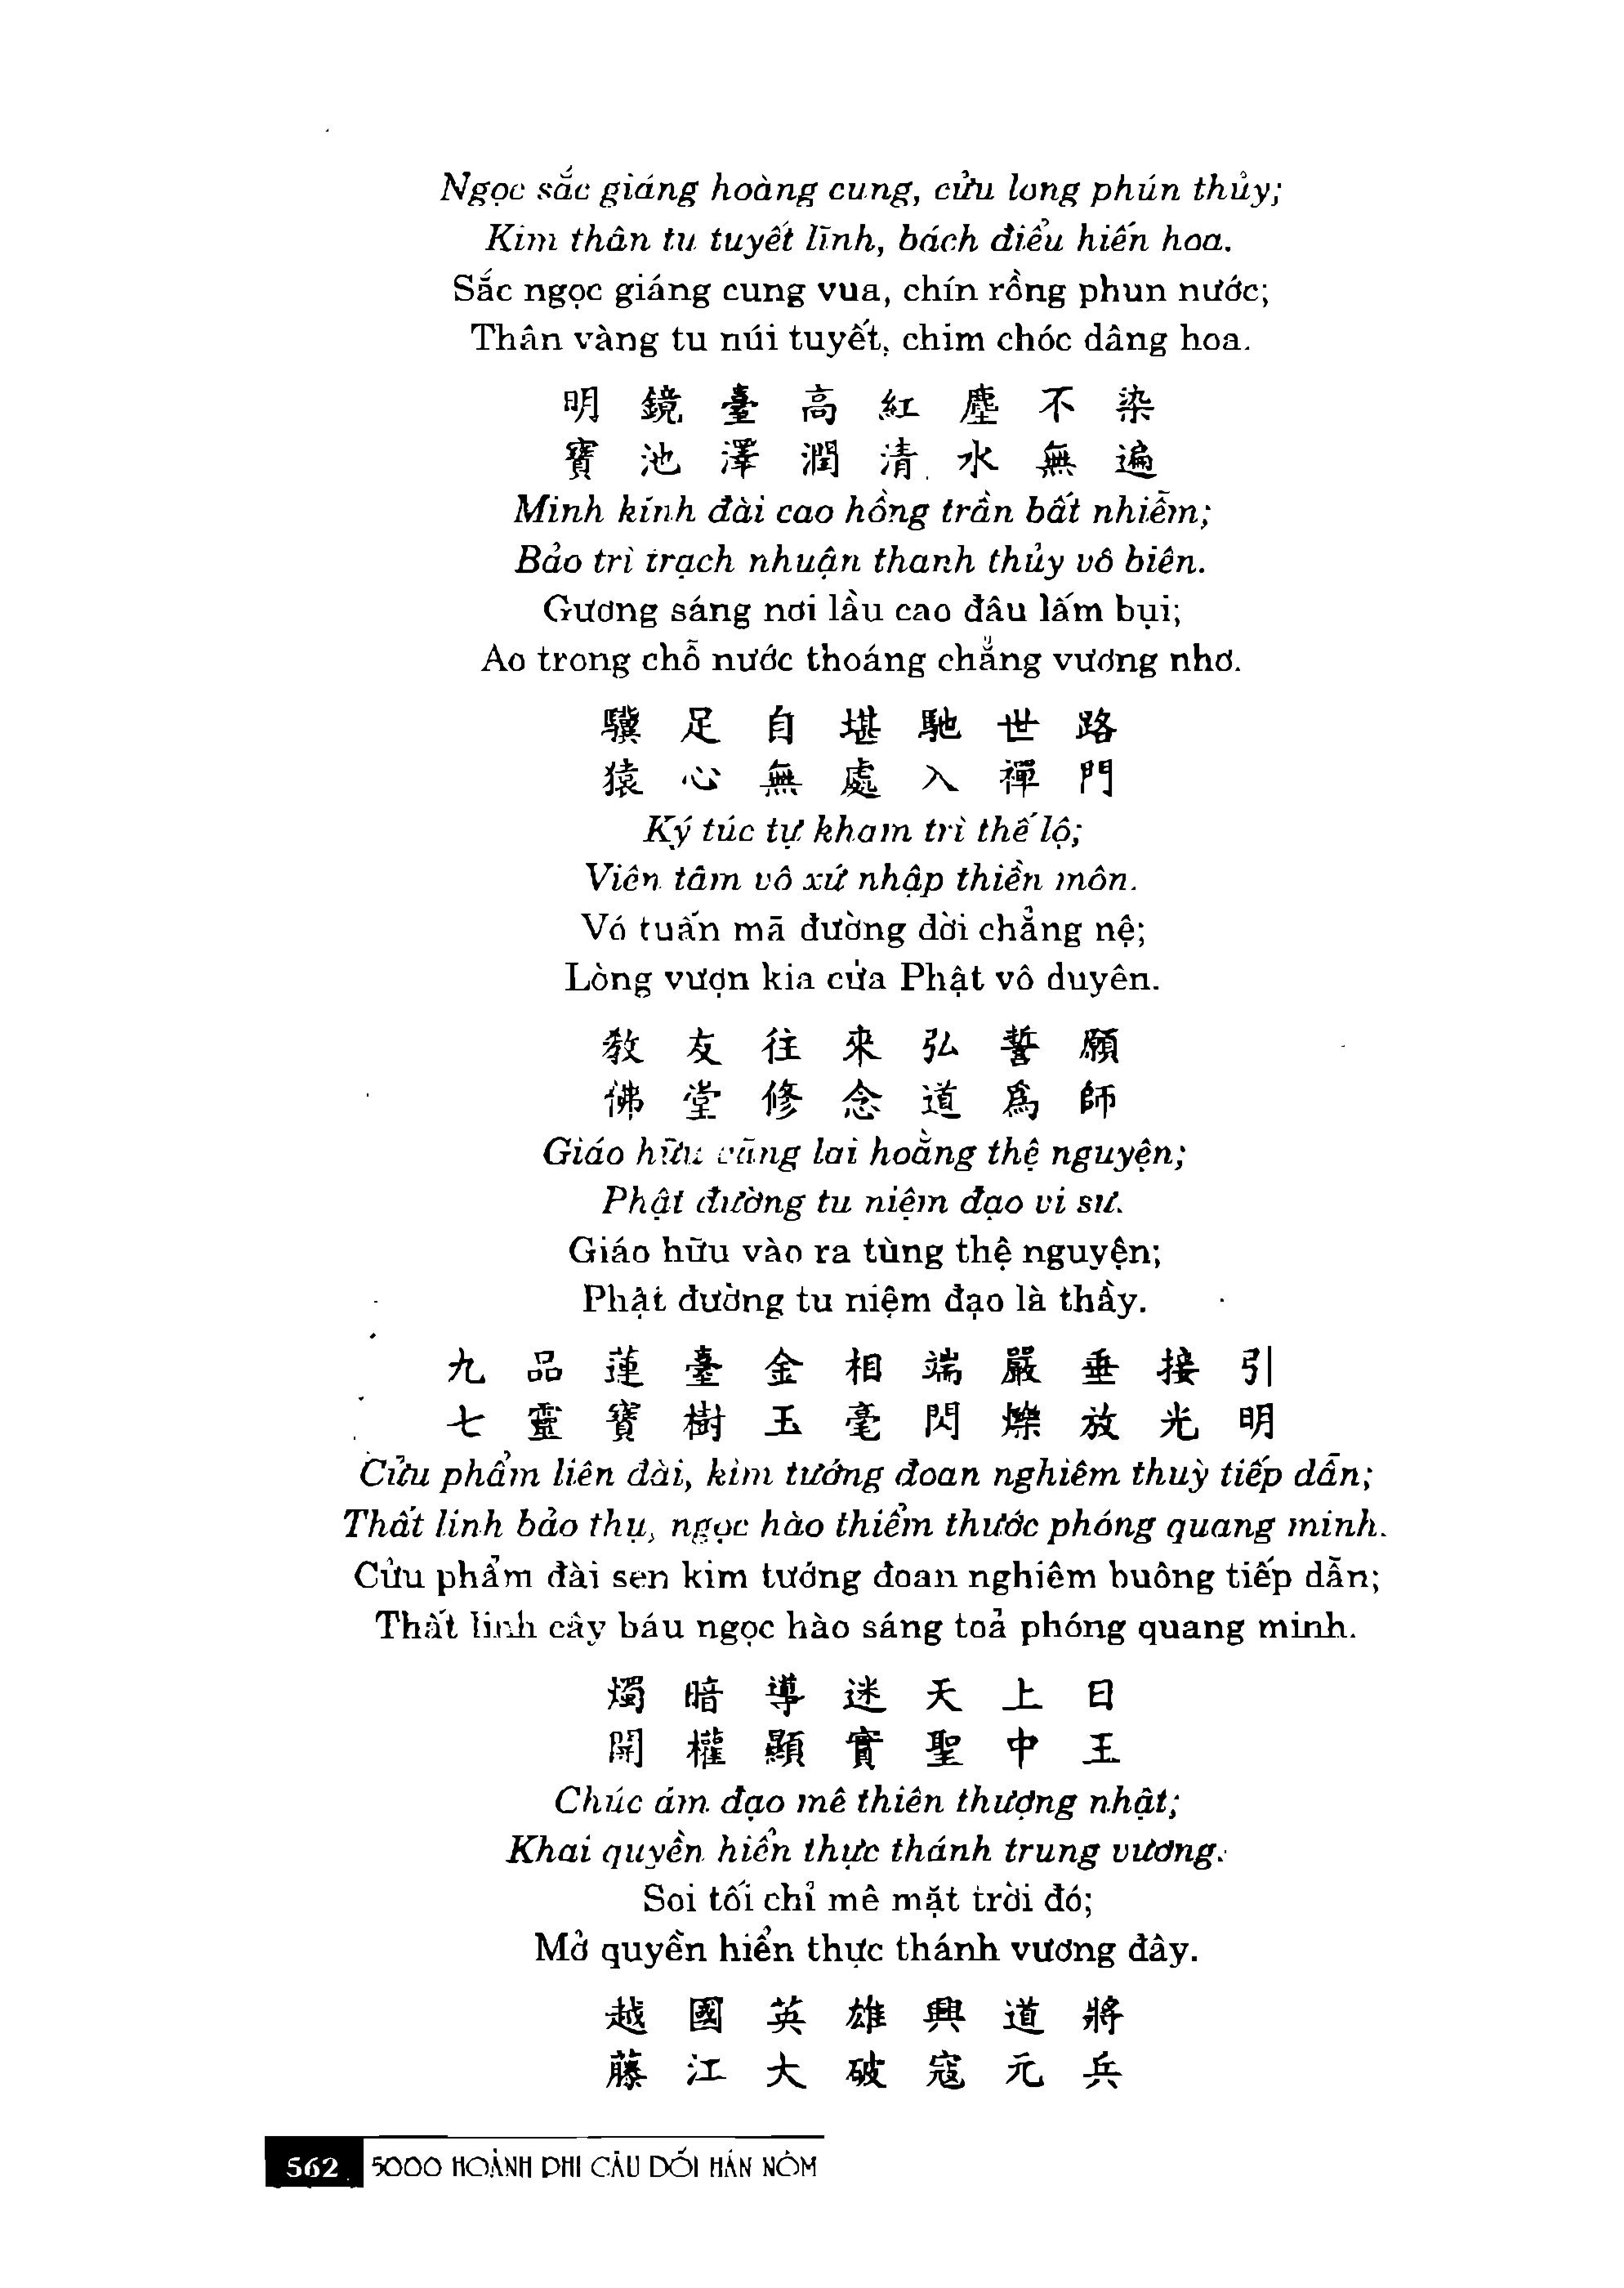 Ngọc sắc giáng hoàng cung, cửu long phún thủy;
Kim thân tu tuyết lĩnh, bách điểu hiến hoa.
Sắc ngọc giáng cung vua, chín rồng phun nước;
Thân vàng tu núi tuyết, chim chóc dâng hoa.
明 鏡 臺 高 紅 塵 不 染
寶 池 澤 潤 清 水 無 遍
Minh kính đài cao hồng trần bất nhiễm;
Bảo trì trạch nhuận thanh thủy vô biên.
Gương sáng nơi lầu cao đâu lấm bụi;
Ao trong chỗ nước thoáng chẳng vương nhơ.
驥 足 自 堪 馳 世 路
猿 心 無 處 入 禪 門
Ký túc tự kham trì thế lộ;
Viên tâm vô xứ nhập thiền môn.
Vó tuấn mã đường đời chẳng nệ;
Lòng vượn kia cửa Phật vô duyên.
教 友 往 來 弘 誓 願
佛 堂 修 念 道 爲 師
Giáo hữu vãng lai hoằng thệ nguyện;
Phật đường tu niệm đạo vi sư.
Giáo hữu vào ra tùng thệ nguyện;
Phật đường tu niệm đạo là thầy.
九 品 蓮 臺 金 相 端 嚴 垂 接 引
七 靈 寶 樹 玉 毫 閃 爍 放 光 明
Cửu phẩm liên đài, kim tướng đoan nghiêm thuỳ tiếp dẫn;
Thất linh bảo thụ, ngọc hào thiểm thước phóng quang minh.
Cửu phẩm đài sen kim tướng đoan nghiêm buông tiếp dẫn;
Thất linh cây báu ngọc hào sáng toả phóng quang minh.
燭 暗 導 迷 天 上 日
開 權 顯 實 聖 中 王
Chúc ám đạo mê thiên thượng nhật;
Khai quyền hiển thực thánh trung vương.
Soi tối chỉ mê mặt trời đó;
Mở quyền hiển thực thánh vương đây.
越 國 英 雄 興 道 將
藤 江 大 破 寇 元 兵
562 5000 HOÀNH PHI CÂU ĐỐI HÁN NÔM